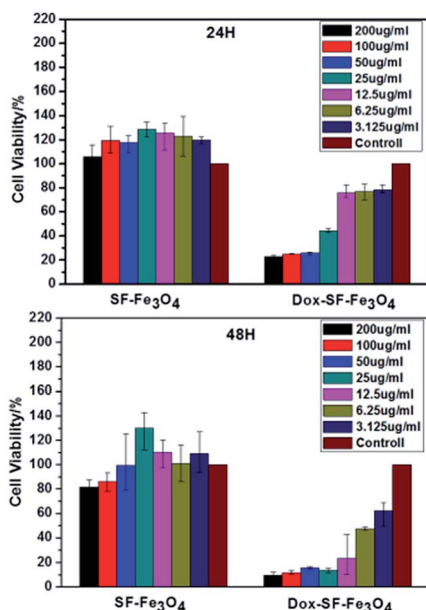 24H
220
200
180
160
140
120
100
80
60
40
20
0
Cell Viability/%
200ug/ml
100ug/ml
50ug/ml
25ug/ml
12.5ug/ml
6.25ug/ml
3.125ug/ml
Controll
SF-Fe₃O₄
Dox-SF-Fe₃O₄
48H
220
200
180
160
140
120
100
80
60
40
20
0
Cell Viability/%
200ug/ml
100ug/ml
50ug/ml
25ug/ml
12.5ug/ml
6.25ug/ml
3.125ug/ml
Controll
SF-Fe₃O₄
Dox-SF-Fe₃O₄